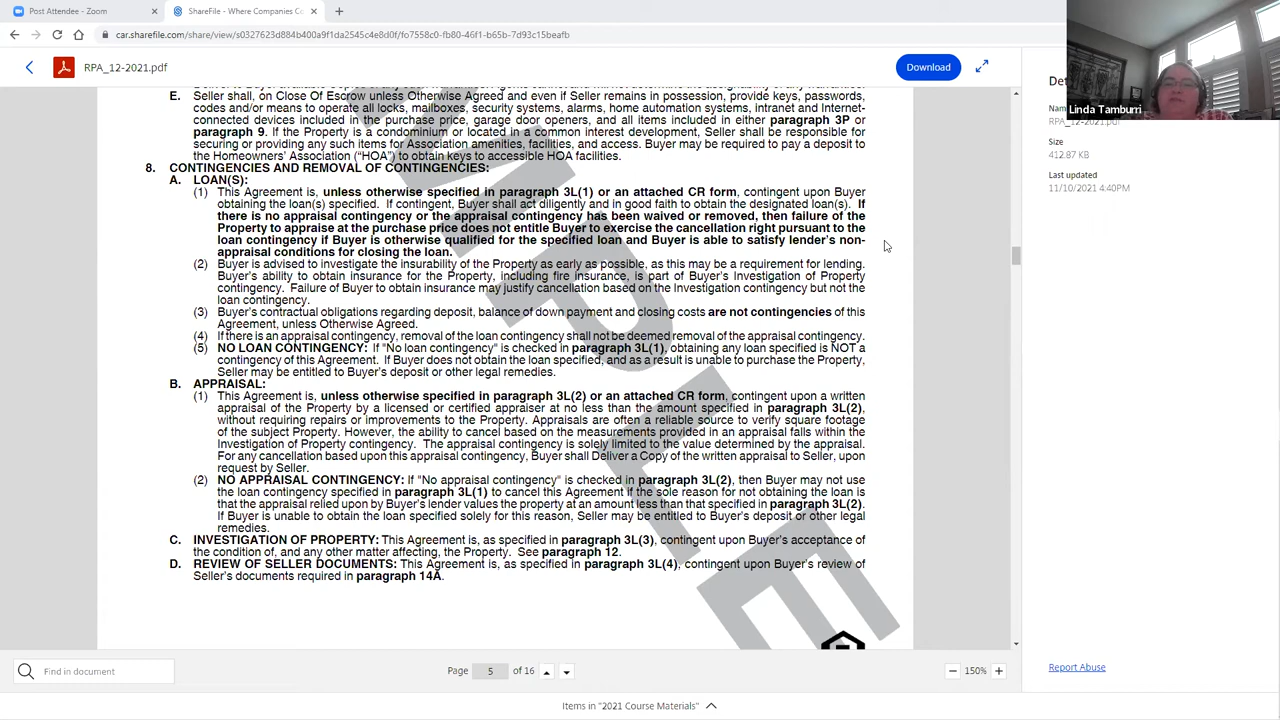 Post Attendee - Zoom
ShareFile - Where Companies Co
car.sharefile.com/share/view/s0327623d884b400a9f1da2545c4e8d0f/fo7558c0-fb80-46f1-b65b-7d93c15beafb
RPA_12-2021.pdf
Download
E. Seller shall, on Close Of Escrow unless Otherwise Agreed and even if Seller remains in possession, provide keys, passwords,
codes and/or means to operate all locks, mailboxes, security systems, alarms, home automation systems, intranet and Internet-
connected devices included in the purchase price, garage door openers, and all items included in either paragraph 3P or
paragraph 9. If the Property is a condominium or located in a common interest development, Seller shall be responsible for
securing or providing any such items for Association amenities, facilities, and access. Buyer may be required to pay a deposit to
the Homeowners' Association ("HOA") to obtain keys to accessible HOA facilities.
8. CONTINGENCIES AND REMOVAL OF CONTINGENCIES:
A. LOAN(S):
(1) This Agreement is, unless otherwise specified in paragraph 3L(1) or an attached CR form, contingent upon Buyer
obtaining the loan(s) specified. If contingent, Buyer shall act diligently and in good faith to obtain the designated loan(s). If
there is no appraisal contingency or the appraisal contingency has been waived or removed, then failure of the
Property to appraise at the purchase price does not entitle Buyer to exercise the cancellation right pursuant to the
loan contingency if Buyer is otherwise qualified for the specified loan and Buyer is able to satisfy lender's non-
appraisal conditions for closing the loan.
(2) Buyer is advised to investigate the insurability of the Property as early as possible, as this may be a requirement for lending.
Buyer's ability to obtain insurance for the Property, including fire insurance, is part of Buyer's Investigation of Property
contingency. Failure of Buyer to obtain insurance may justify cancellation based on the Investigation contingency but not the
loan contingency.
(3) Buyer's contractual obligations regarding deposit, balance of down payment and closing costs are not contingencies of this
Agreement, unless Otherwise Agreed.
(4) If there is an appraisal contingency, removal of the loan contingency shall not be deemed removal of the appraisal contingency.
(5) NO LOAN CONTINGENCY: If "No loan contingency" is checked in paragraph 3L(1), obtaining any loan specified is NOT a
contingency of this Agreement. If Buyer does not obtain the loan specified, and as a result is unable to purchase the Property,
Seller may be entitled to Buyer's deposit or other legal remedies.
B. APPRAISAL:
(1) This Agreement is, unless otherwise specified in paragraph 3L(2) or an attached CR form, contingent upon a written
appraisal of the Property by a licensed or certified appraiser at no less than the amount specified in paragraph 3L(2),
without requiring repairs or improvements to the Property. Appraisals are often a reliable source to verify square footage
of the subject Property. However, the ability to cancel based on the measurements provided in an appraisal falls within the
Investigation of Property contingency. The appraisal contingency is solely limited to the value determined by the appraisal.
For any cancellation based upon this appraisal contingency, Buyer shall Deliver a Copy of the written appraisal to Seller, upon
request by Seller.
(2) NO APPRAISAL CONTINGENCY: If "No appraisal contingency" is checked in paragraph 3L(2), then Buyer may not use
the loan contingency specified in paragraph 3L(1) to cancel this Agreement if the sole reason for not obtaining the loan is
that the appraisal relied upon by Buyer's lender values the property at an amount less than that specified in paragraph 3L(2).
If Buyer is unable to obtain the loan specified solely for this reason, Seller may be entitled to Buyer's deposit or other legal
remedies.
C. INVESTIGATION OF PROPERTY: This Agreement is, as specified in paragraph 3L(3), contingent upon Buyer's acceptance of
the condition of, and any other matter affecting, the Property. See paragraph 12.
D. REVIEW OF SELLER DOCUMENTS: This Agreement is, as specified in paragraph 3L(4), contingent upon Buyer's review of
Seller's documents required in paragraph 14A.
Linda Tamburri
RPA_12-2021.pdf
Size
412.87 KB
Last updated
11/10/2021 4:40PM
Report Abuse
Find in document
Page 5 of 16
150%
Items in "2021 Course Materials"